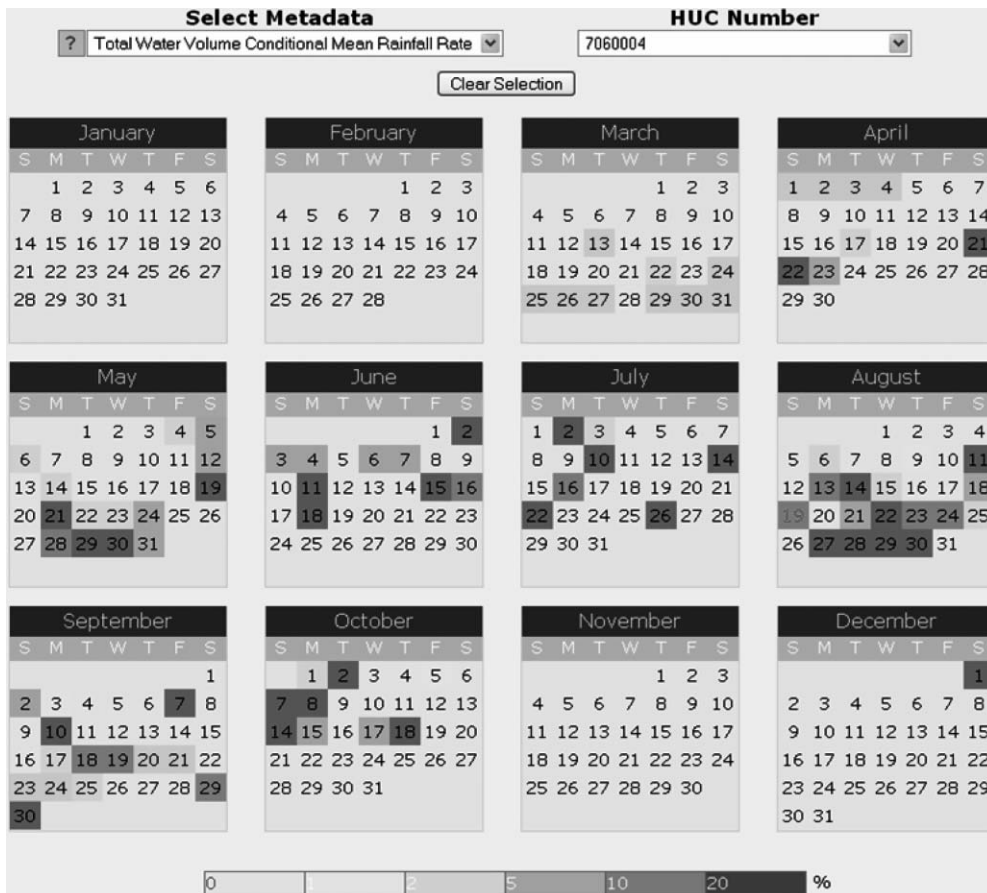 Select Metadata HUC Number
? Total Water Volume Conditional Mean Rainfall Rate 7060004
Clear Selection
January February March April
S M T W T F S S M T W T F S S M T W T F S S M T W T F S
1 2 3 4 5 6 1 2 3 1 2 3 1 2 3 4 5 6 7
7 8 9 10 11 12 13 4 5 6 7 8 9 10 4 5 6 7 8 9 10 8 9 10 11 12 13 14
14 15 16 17 18 19 20 11 12 13 14 15 16 17 11 12 13 14 15 16 17 15 16 17 18 19 20 21
21 22 23 24 25 26 27 18 19 20 21 22 23 24 18 19 20 21 22 23 24 22 23 24 25 26 27 28
28 29 30 31 25 26 27 28 25 26 27 28 29 30 31 29 30
May June July August
S M T W T F S S M T W T F S S M T W T F S S M T W T F S
1 2 3 4 5 1 2 1 2 3 4 5 6 7 1 2 3 4
6 7 8 9 10 11 12 3 4 5 6 7 8 9 8 9 10 11 12 13 14 5 6 7 8 9 10 11
13 14 15 16 17 18 19 10 11 12 13 14 15 16 15 16 17 18 19 20 21 12 13 14 15 16 17 18
20 21 22 23 24 25 26 17 18 19 20 21 22 23 22 23 24 25 26 27 28 19 20 21 22 23 24 25
27 28 29 30 31 24 25 26 27 28 29 30 29 30 31 26 27 28 29 30 31
September October November December
S M T W T F S S M T W T F S S M T W T F S S M T W T F S
1 1 2 3 4 5 6 1 2 3 1
2 3 4 5 6 7 8 7 8 9 10 11 12 13 4 5 6 7 8 9 10 2 3 4 5 6 7 8
9 10 11 12 13 14 15 14 15 16 17 18 19 20 11 12 13 14 15 16 17 9 10 11 12 13 14 15
16 17 18 19 20 21 22 21 22 23 24 25 26 27 18 19 20 21 22 23 24 16 17 18 19 20 21 22
23 24 25 26 27 28 29 28 29 30 31 25 26 27 28 29 30 23 24 25 26 27 28 29
30 30 31
0 1 2 5 10 20 %